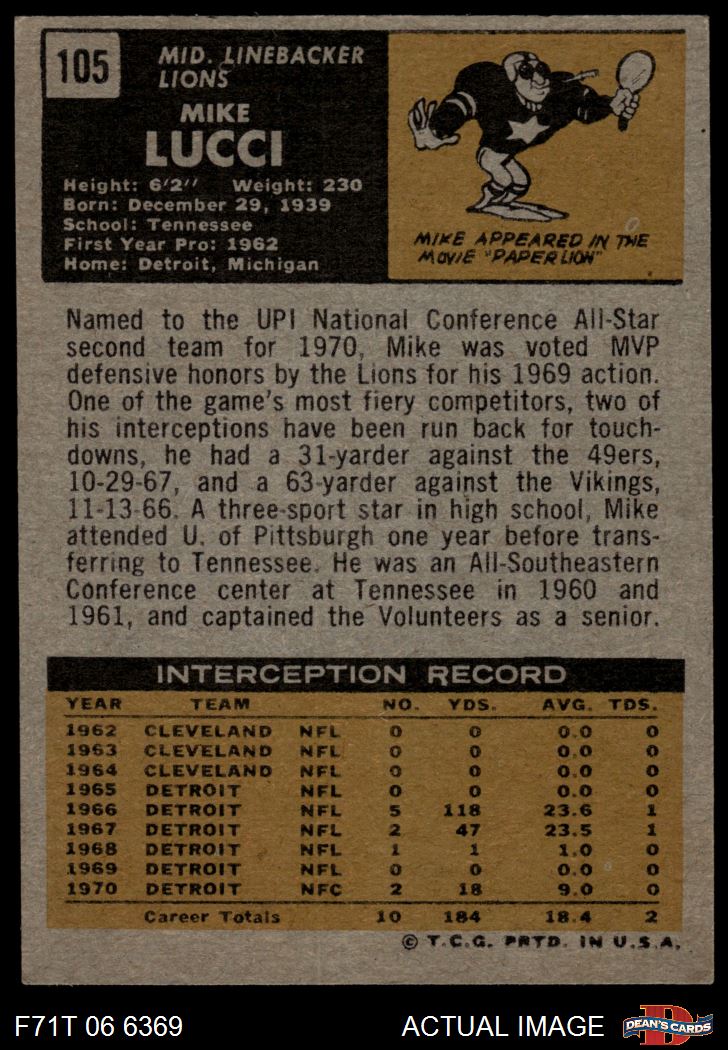 105
MID. LINEBACKER
LIONS
MIKE
LUCCI
Height: 6'2'' Weight: 230
Born: December 29, 1939
School: Tennessee
First Year Pro: 1962
Home: Detroit, Michigan
MIKE APPEARED IN THE
MOVIE "PAPER LION"
Named to the UPI National Conference All-Star
second team for 1970, Mike was voted MVP
defensive honors by the Lions for his 1969 action.
One of the game's most fiery competitors, two of
his interceptions have been run back for touch-
downs, he had a 31-yarder against the 49ers,
10-29-67, and a 63-yarder against the Vikings,
11-13-66. A three-sport star in high school, Mike
attended U. of Pittsburgh one year before trans-
ferring to Tennessee. He was an All-Southeastern
Conference center at Tennessee in 1960 and
1961, and captained the Volunteers as a senior.
INTERCEPTION RECORD
YEAR TEAM NO. YDS. AVG. TDS.
1962 CLEVELAND NFL 0 0 0.0 0
1963 CLEVELAND NFL 0 0 0.0 0
1964 CLEVELAND NFL 0 0 0.0 0
1965 DETROIT NFL 0 0 0.0 0
1966 DETROIT NFL 5 118 23.6 1
1967 DETROIT NFL 2 47 23.5 1
1968 DETROIT NFL 1 1 1.0 0
1969 DETROIT NFL 0 0 0.0 0
1970 DETROIT NFC 2 18 9.0 0
Career Totals 10 184 18.4 2
© T.C.G. PRTD. IN U.S.A.
F71T 06 6369 ACTUAL IMAGE
D
DEAN'S CARDS